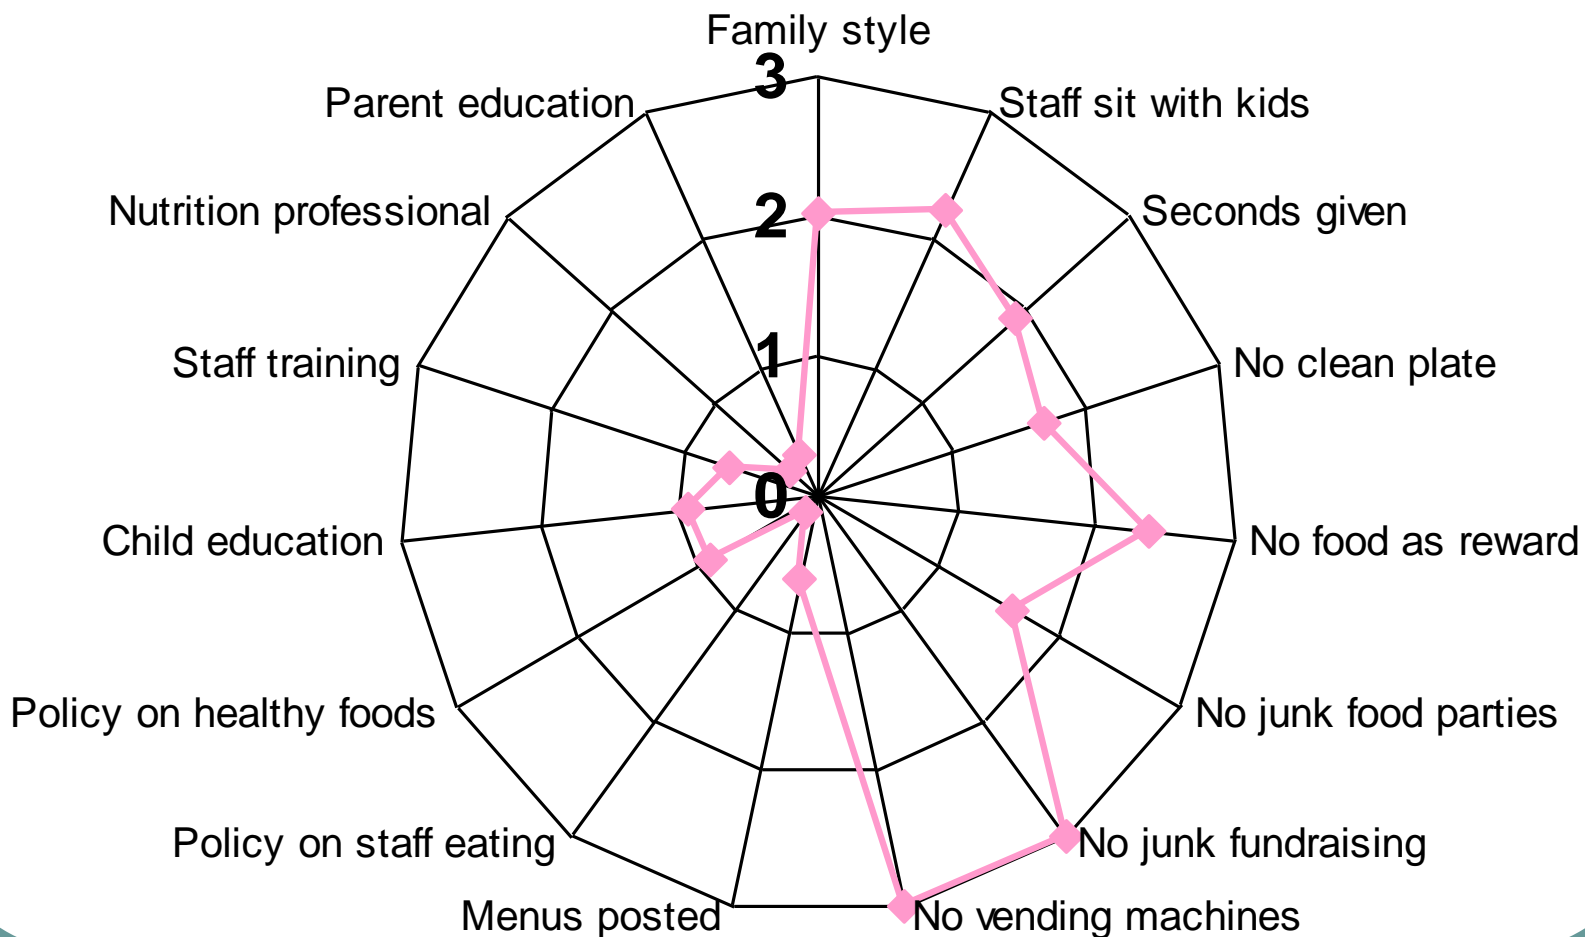 Family style
3
Parent education
Staff sit with kids
Nutrition professional
2
Seconds given
Staff training
1
No clean plate
0
Child education
No food as reward
Policy on healthy foods
No junk food parties
Policy on staff eating
No junk fundraising
Menus posted
No vending machines